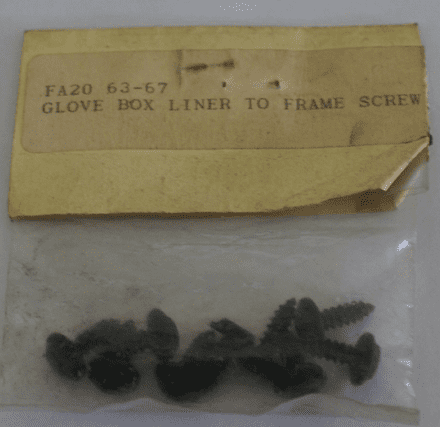 FA20 63-67
GLOVE BOX LINER TO FRAME SCREW